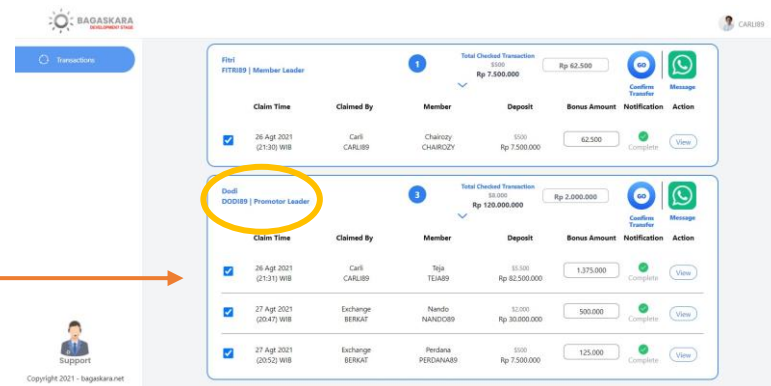 BAGASKARA
DEVELOPMENT STAGE
CARLI89
Transactions
Fitri
FITRI89 | Member Leader
1
Total Checked Transaction
$500
Rp 7.500.000
Rp 62.500
GO
Confirm Transfer
Message
Claim Time Claimed By Member Deposit Bonus Amount Notification Action
26 Agt 2021 Carli Chairozy $500 62.500
(21:30) WIB CARLI89 CHAIROZY Rp 7.500.000 Complete View
Dodi
DODI89 | Promotor Leader
3
Total Checked Transaction
$8.000
Rp 120.000.000
Rp 2.000.000
GO
Confirm Transfer
Message
Claim Time Claimed By Member Deposit Bonus Amount Notification Action
26 Agt 2021 Carli Teja $5.500 1.375.000
(21:31) WIB CARLI89 TEJA89 Rp 82.500.000 Complete View
27 Agt 2021 Exchange Nando $2.000 500.000
(20:47) WIB BERKAT NANDO89 Rp 30.000.000 Complete View
27 Agt 2021 Exchange Perdana $500 125.000
(20:52) WIB BERKAT PERDANA89 Rp 7.500.000 Complete View
Support
Copyright 2021 - bagaskara.net